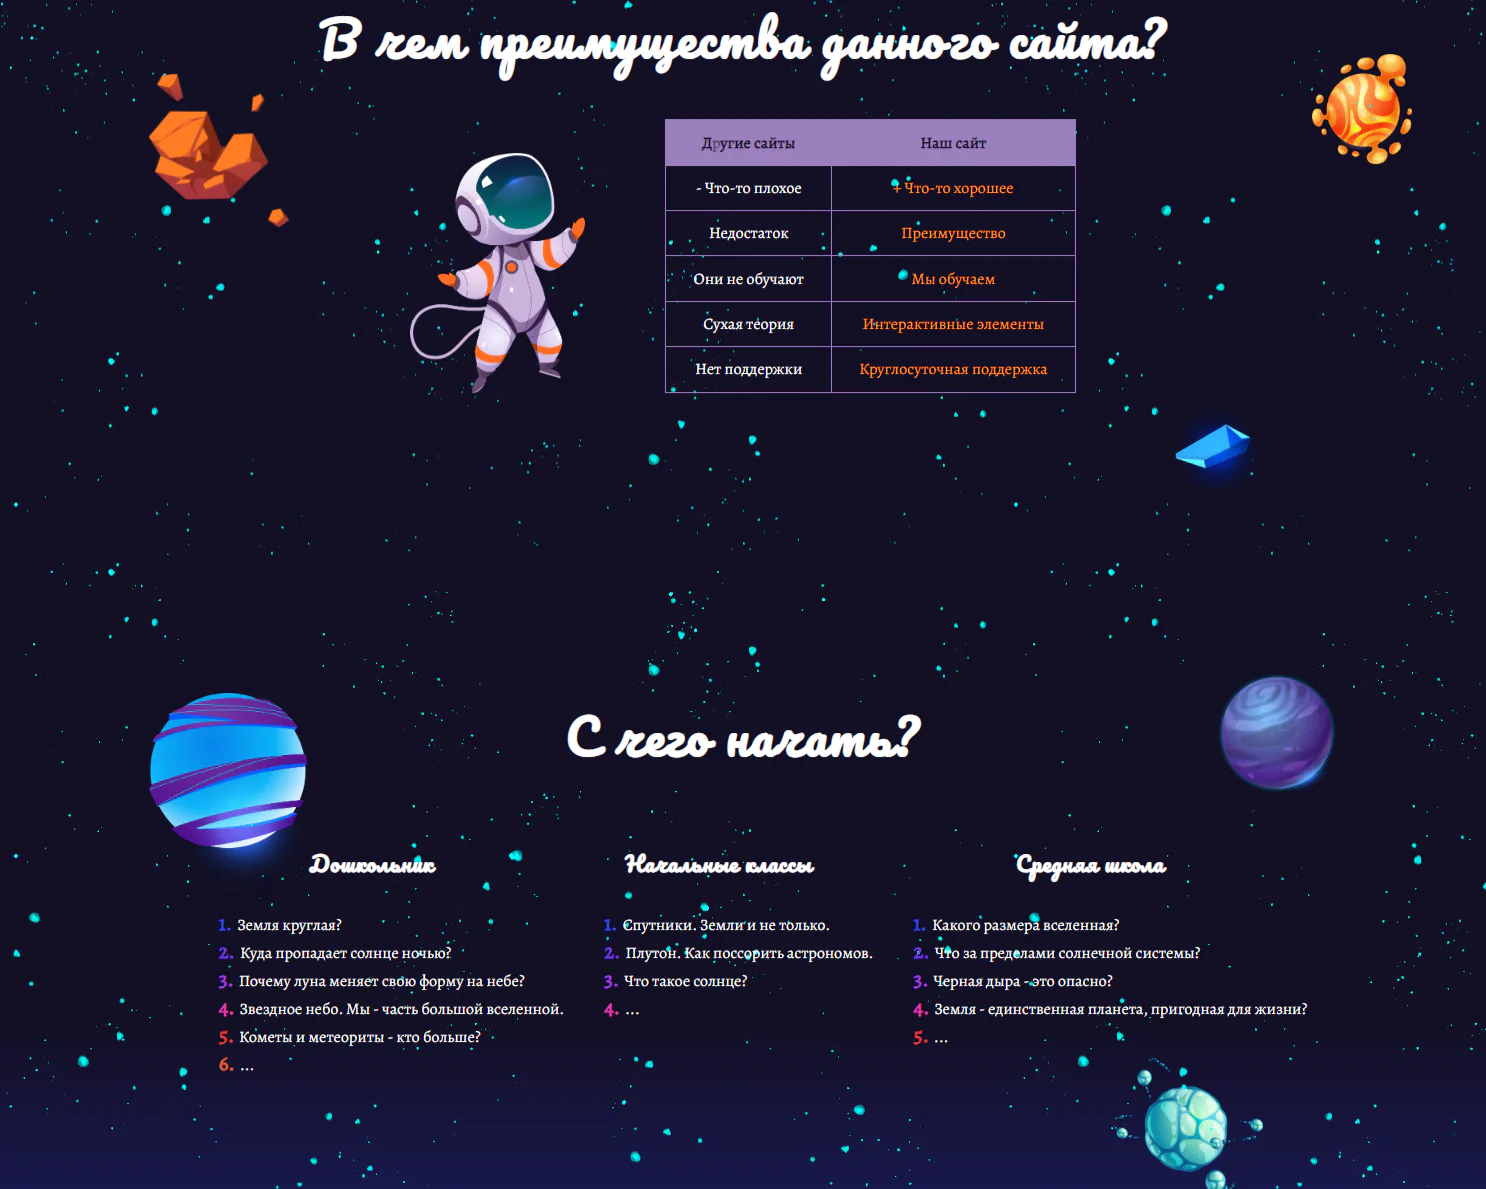 В чем преимущества данного сайта?
Другие сайты Наш сайт
- Что-то плохое + Что-то хорошее
Недостаток Преимущество
Они не обучают Мы обучаем
Сухая теория Интерактивные элементы
Нет поддержки Круглосуточная поддержка
С чего начать?
Дошкольник
1. Земля круглая?
2. Куда пропадает солнце ночью?
3. Почему луна меняет свою форму на небе?
4. Звездное небо. Мы - часть большой вселенной.
5. Кометы и метеориты - кто больше?
6. ...
Начальные классы
1. Спутники. Земли и не только.
2. Плутон. Как поссорить астрономов.
3. Что такое солнце?
4. ...
Средняя школа
1. Какого размера вселенная?
2. Что за пределами солнечной системы?
3. Черная дыра - это опасно?
4. Земля - единственная планета, пригодная для жизни?
5. ...